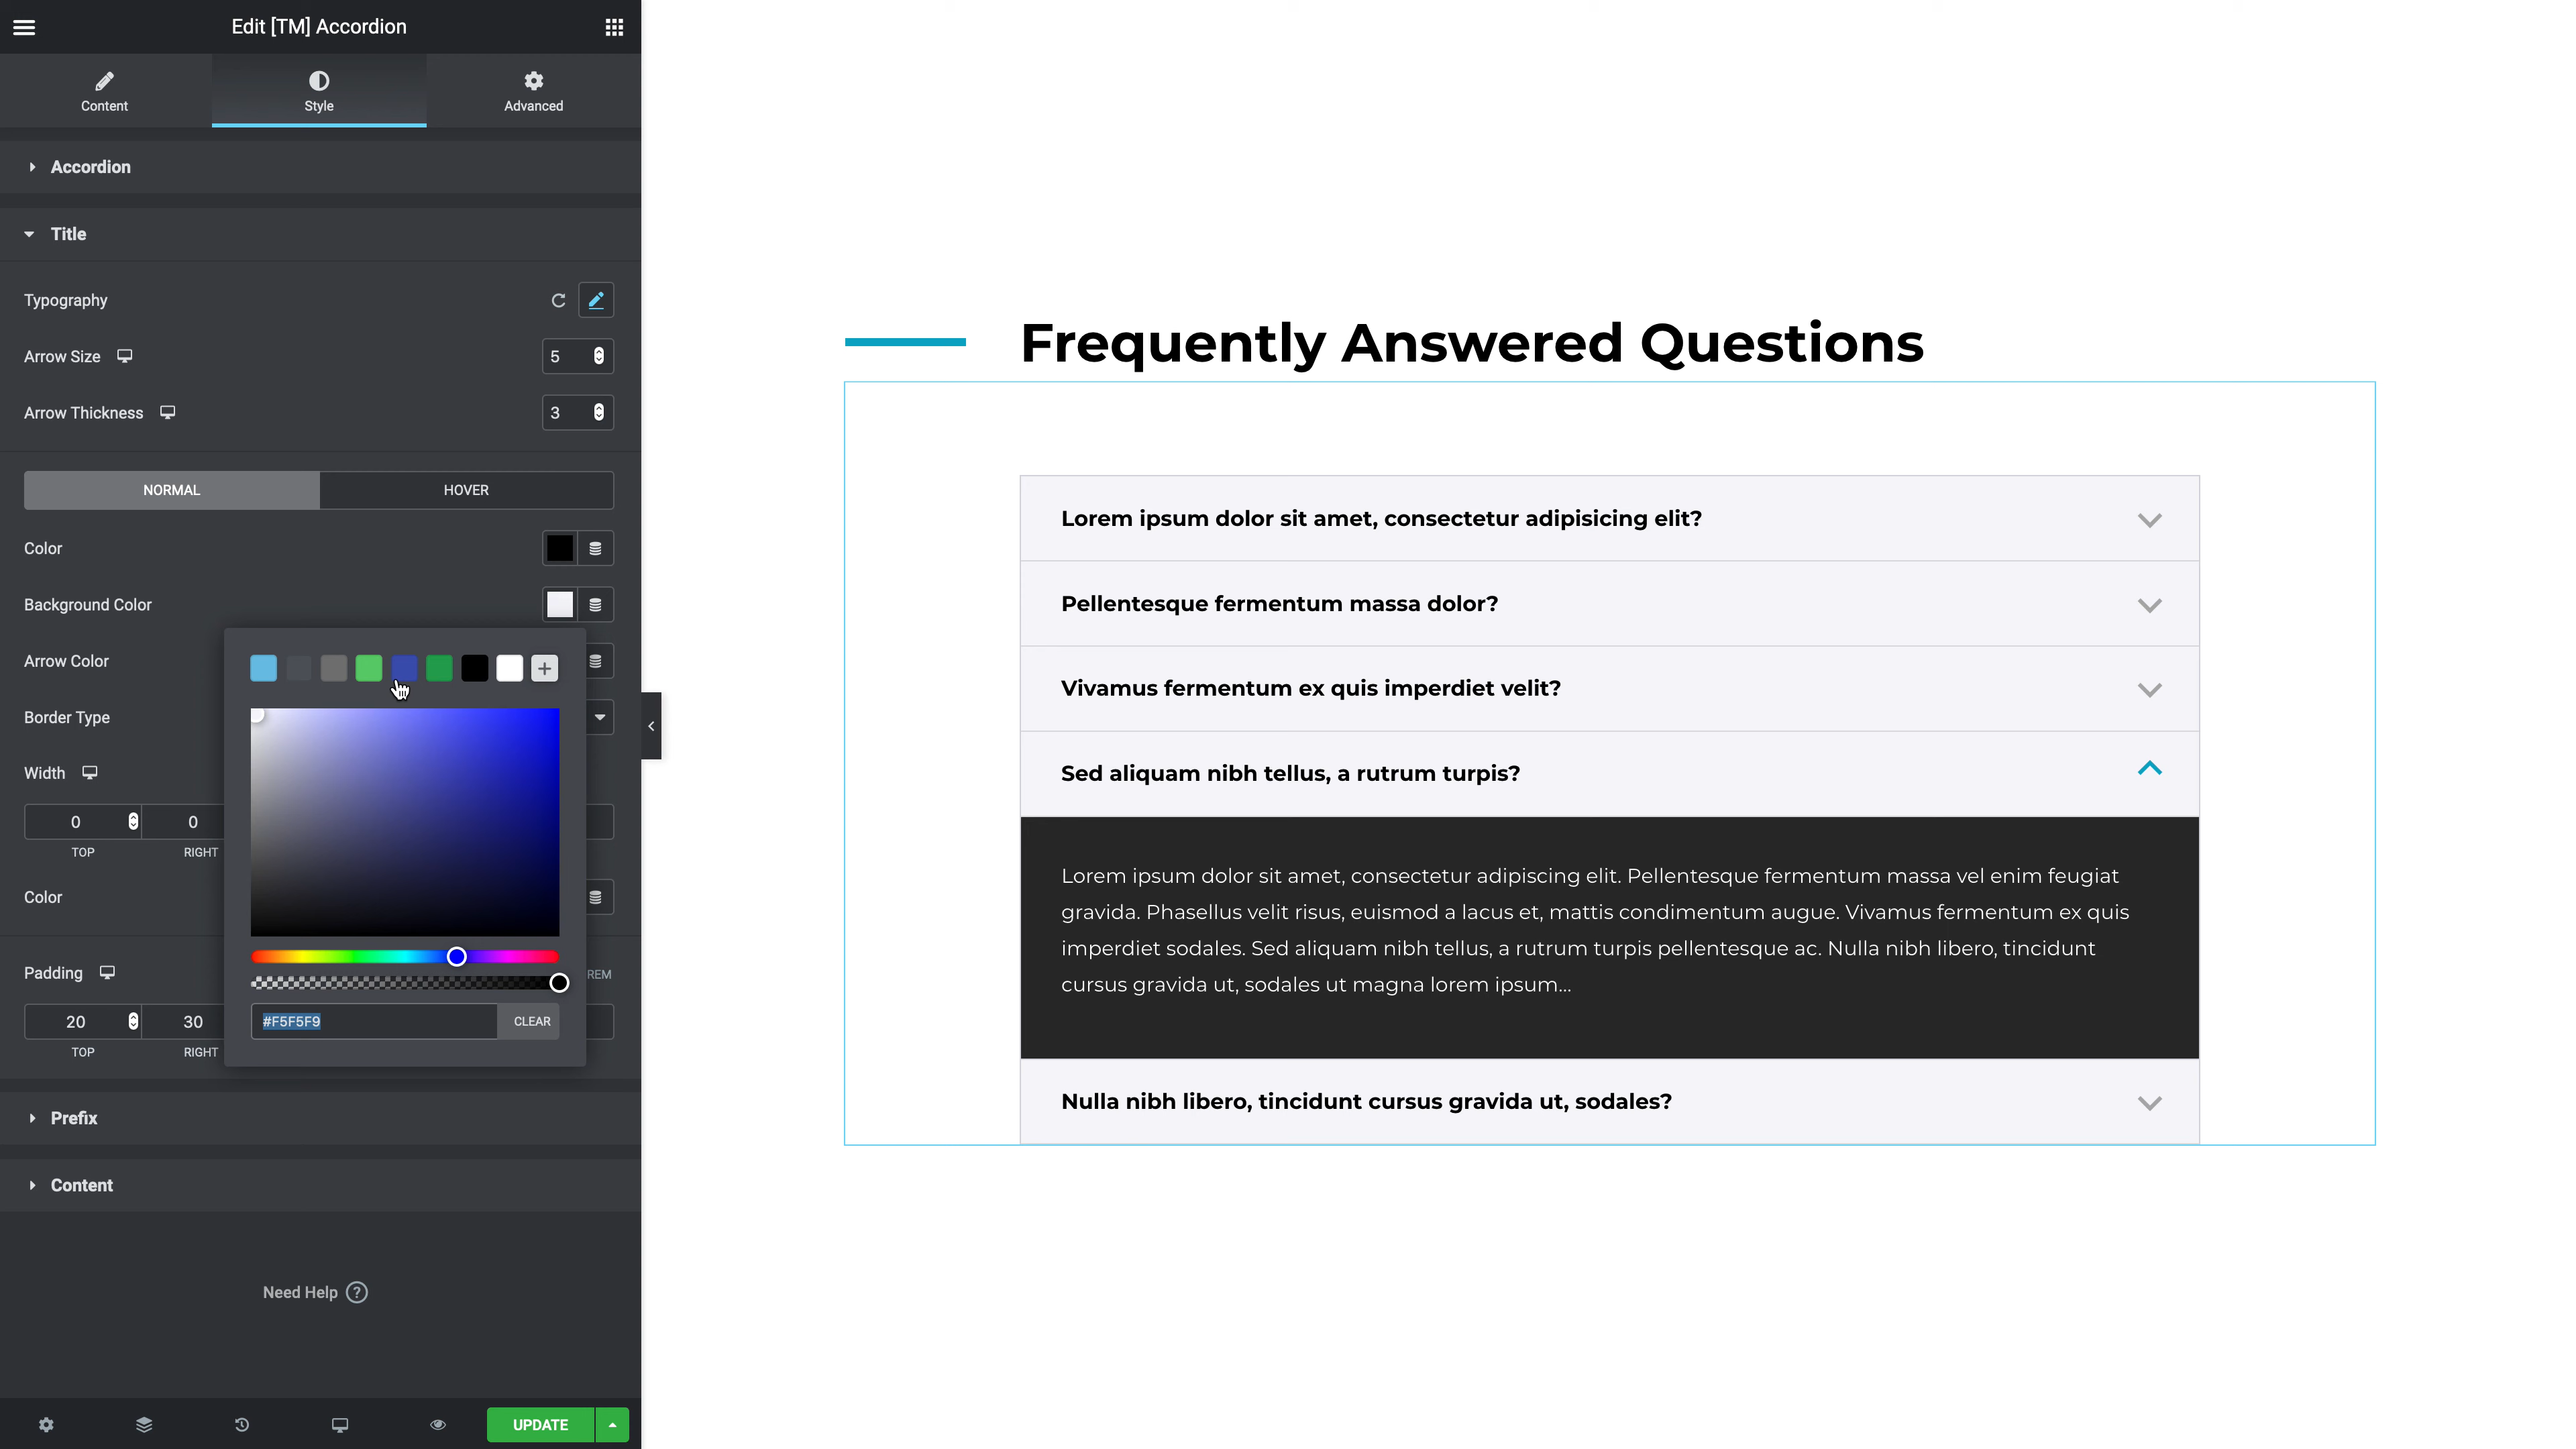 Edit [TM] Accordion
Content
Style
Advanced
Accordion
Title
Typography
Arrow Size
5
Arrow Thickness
3
NORMAL
HOVER
Color
Background Color
Arrow Color
Border Type
Width
0
0
TOP
RIGHT
Color
Padding
REM
20
30
TOP
RIGHT
#F5F5F9
CLEAR
Prefix
Content
Need Help ?
UPDATE
Frequently Answered Questions
Lorem ipsum dolor sit amet, consectetur adipisicing elit?
Pellentesque fermentum massa dolor?
Vivamus fermentum ex quis imperdiet velit?
Sed aliquam nibh tellus, a rutrum turpis?
Lorem ipsum dolor sit amet, consectetur adipiscing elit. Pellentesque fermentum massa vel enim feugiat
gravida. Phasellus velit risus, euismod a lacus et, mattis condimentum augue. Vivamus fermentum ex quis
imperdiet sodales. Sed aliquam nibh tellus, a rutrum turpis pellentesque ac. Nulla nibh libero, tincidunt
cursus gravida ut, sodales ut magna lorem ipsum...
Nulla nibh libero, tincidunt cursus gravida ut, sodales?